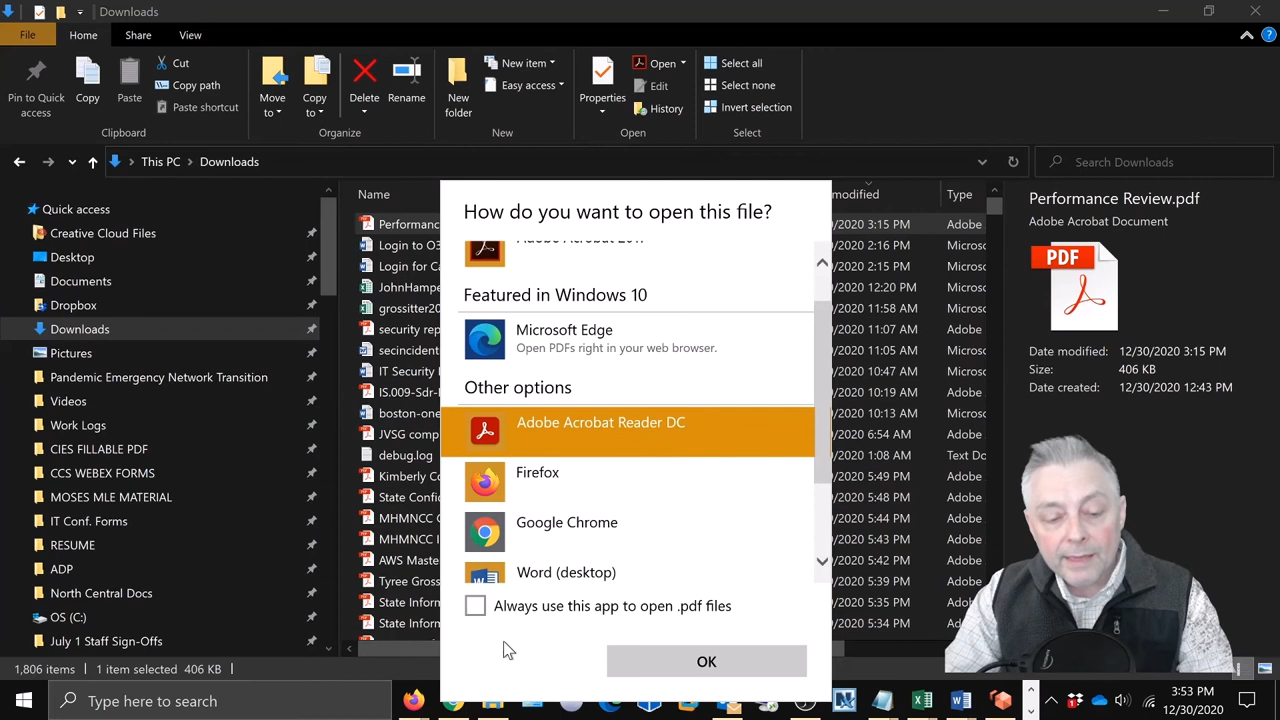 Downloads
File
Home
Share
View
Pin to Quick access
Copy
Paste
Cut
Copy path
Paste shortcut
Clipboard
Move to
Copy to
Delete
Rename
Organize
New folder
New item
Easy access
New
Properties
Open
Edit
History
Open
Select all
Select none
Invert selection
Select
This PC
Downloads
Search Downloads
Quick access
Creative Cloud Files
Desktop
Documents
Dropbox
Downloads
Pictures
Pandemic Emergency Network Transition
Videos
Work Logs
CIES FILLABLE PDF
CCS WEBEX FORMS
MOSES MLE MATERIAL
IT Conf. Forms
RESUME
ADP
North Central Docs
OS (C:)
July 1 Staff Sign-Offs
Name
modified
Type
Performanc
/2020 3:15 PM
Adobe
Login to O3
/2020 2:16 PM
Microso
Login for Ca
/2020 2:15 PM
Microso
JohnHampe
/2020 12:20 PM
Microso
grossitter20
/2020 11:58 AM
Microso
security rep
/2020 11:07 AM
Microso
secincident
/2020 11:05 AM
Microso
IT Security I
/2020 10:47 AM
Microso
IS.009-Sdr-F
/2020 10:19 AM
Adobe
boston-one
/2020 10:13 AM
Microso
JVSG comp
/2020 6:54 AM
Adobe
debug.log
/2020 1:08 AM
Text Do
Kimberly C
/2020 5:49 PM
Adobe
State Confid
/2020 5:48 PM
Adobe
MHMNCC
/2020 5:44 PM
Adobe
MHMNCC I
/2020 5:43 PM
Adobe
AWS Maste
/2020 5:40 PM
Adobe
Tyree Gross
/2020 5:39 PM
Adobe
State Inform
/2020 5:35 PM
Adobe
State Inform
/2020 5:34 PM
Adobe
How do you want to open this file?
Featured in Windows 10
Microsoft Edge
Open PDFs right in your web browser.
Other options
Adobe Acrobat Reader DC
Firefox
Google Chrome
Word (desktop)
Always use this app to open .pdf files
OK
Performance Review.pdf
Adobe Acrobat Document
PDF
Date modified: 12/30/2020 3:15 PM
Size: 406 KB
Date created: 12/30/2020 12:43 PM
1,806 items
1 item selected 406 KB
Type here to search
3:53 PM
12/30/2020